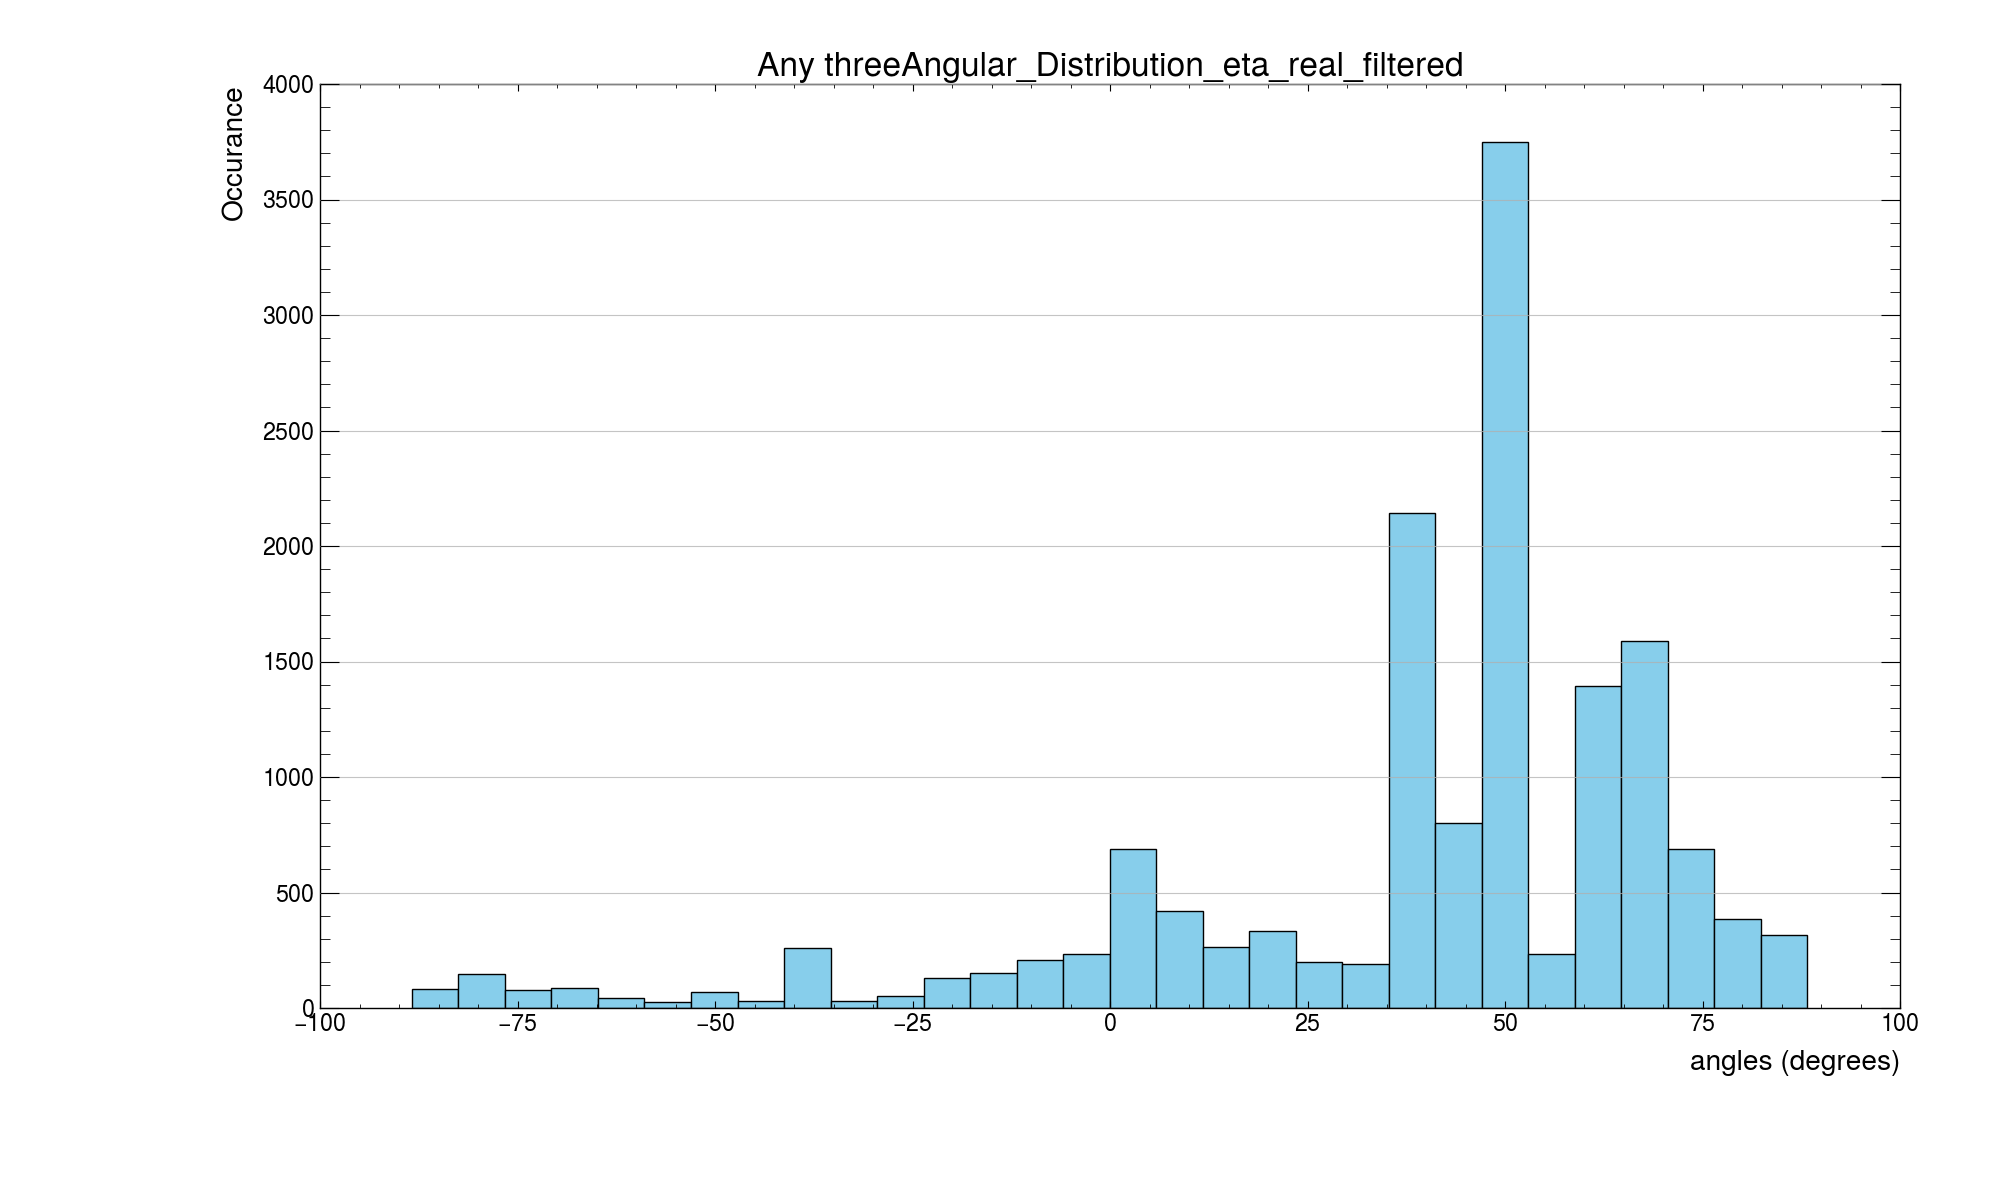 Any threeAngular_Distribution_eta_real_filtered
Occurance
4000
3500
3000
2500
2000
1500
1000
500
0
−100 −75 −50 −25 0 25 50 75 100
angles (degrees)